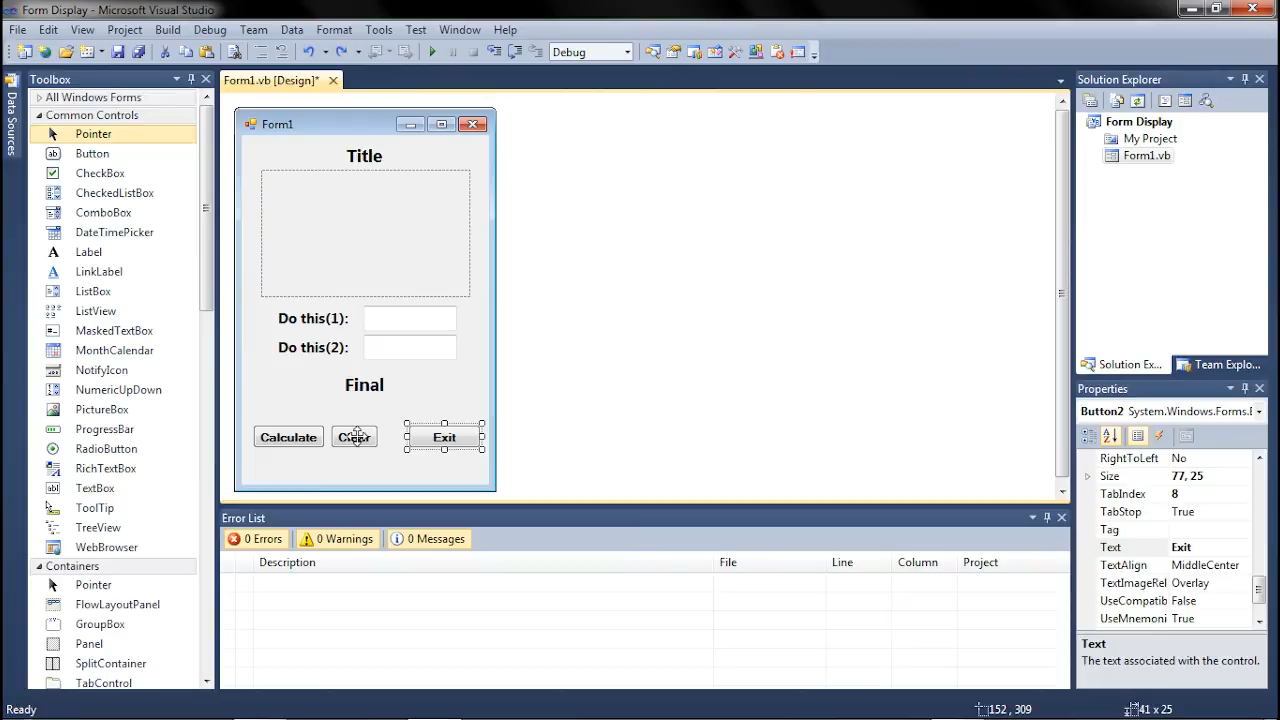 Form Display - Microsoft Visual Studio
File Edit View Project Build Debug Team Data Tools Format Test Window Help
Debug
Data Sources
Toolbox
All Windows Forms
Common Controls
Pointer
Button
CheckBox
CheckedListBox
ComboBox
DateTimePicker
Label
LinkLabel
ListBox
ListView
MaskedTextBox
MonthCalendar
NotifyIcon
NumericUpDown
PictureBox
ProgressBar
RadioButton
RichTextBox
TextBox
ToolTip
TreeView
WebBrowser
Containers
Pointer
FlowLayoutPanel
GroupBox
Panel
SplitContainer
TabControl
Form1.vb [Design]*
Form1
Title
Do this(1):
Do this(2):
Final
Calculate Clear Exit
Error List
0 Errors 0 Warnings 0 Messages
Description File Line Column Project
Solution Explorer
Form Display
My Project
Form1.vb
Solution Ex... Team Explo...
Properties
Button2 System.Windows.Forms.E
RightToLeft No
Size 77, 25
TabIndex 8
TabStop True
Tag
Text Exit
TextAlign MiddleCenter
TextImageRel Overlay
UseCompatib False
UseMnemoni True
Text
The text associated with the control.
Ready 152 , 309 41 x 25